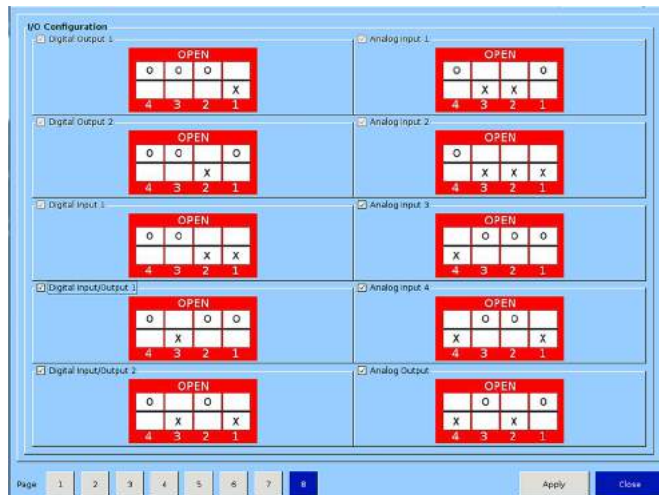 I/O Configuration
Digital Output 1
OPEN
O O O
X
4 3 2 1
Analog Input 1
OPEN
O O
X X
4 3 2 1
Digital Output 2
OPEN
O O O
X
4 3 2 1
Analog Input 2
OPEN
O
X X X
4 3 2 1
Digital Input 1
OPEN
O O
X X
4 3 2 1
Analog Input 3
OPEN
O O O
X
4 3 2 1
Digital Input/Output 1
OPEN
O O O
X
4 3 2 1
Analog Input 4
OPEN
O O
X X
4 3 2 1
Digital Input/Output 2
OPEN
O O
X X
4 3 2 1
Analog Output
OPEN
O O
X X
4 3 2 1
Page 1 2 3 4 5 6 7 8 Apply Close